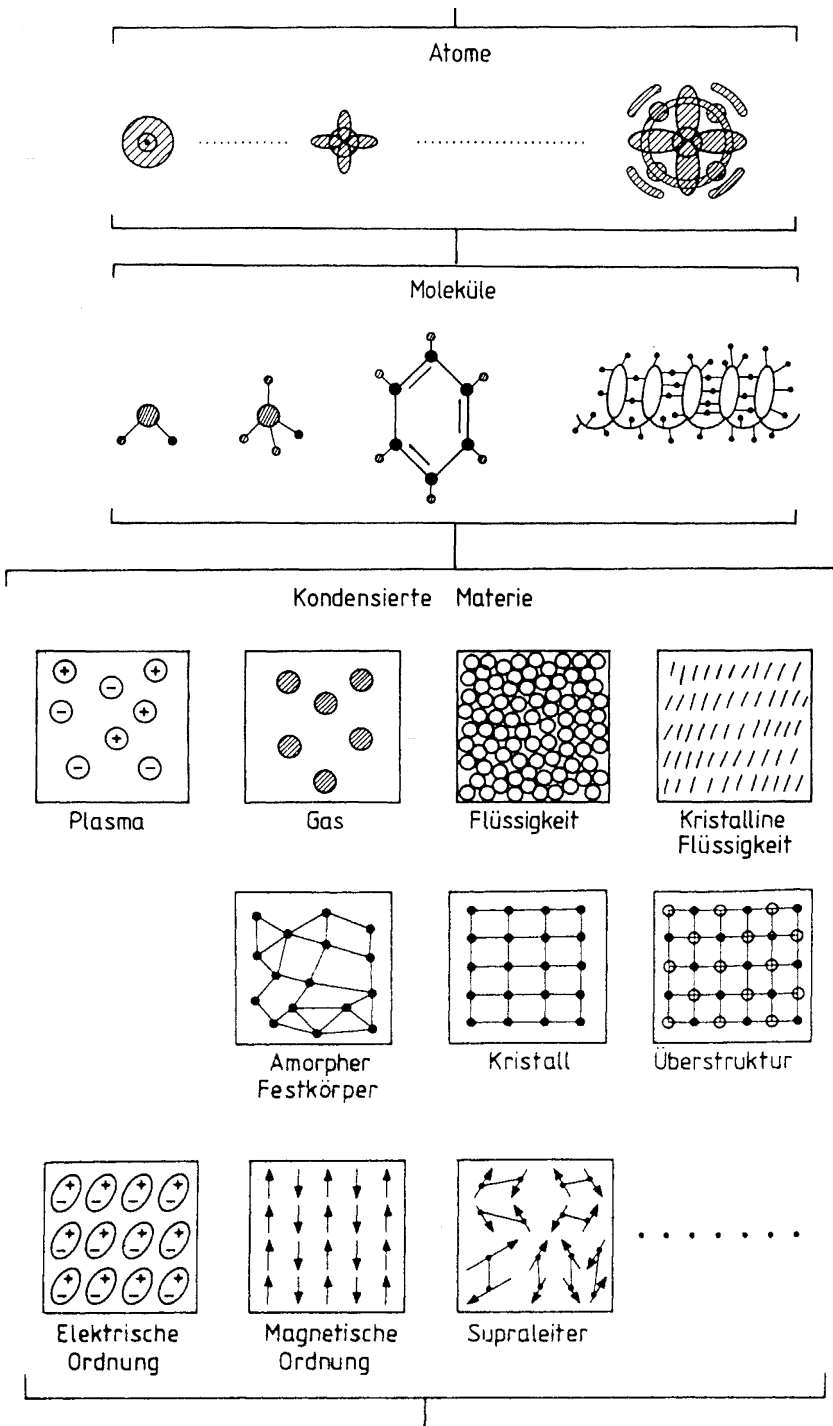 Atome
Moleküle
Kondensierte Materie
+ - + - + + - -
Plasma
Gas
Flüssigkeit
Kristalline
Flüssigkeit
Amorpher
Festkörper
Kristall
Überstruktur
+ - + - + - + -
+ - + - + - + -
+ - + - + - + -
Elektrische
Ordnung
Magnetische
Ordnung
Supraleiter